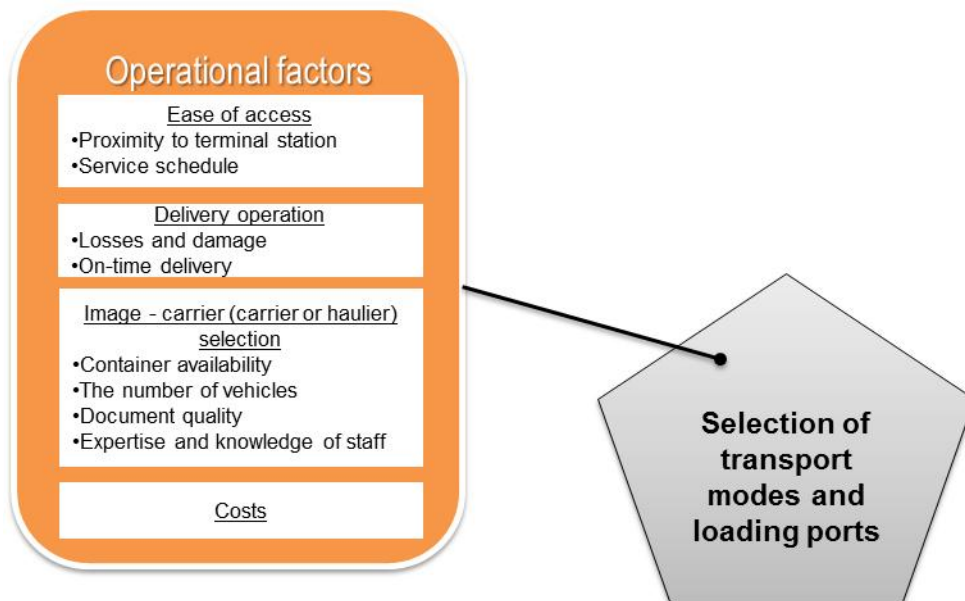 Operational factors
Ease of access
•Proximity to terminal station
•Service schedule
Delivery operation
•Losses and damage
•On-time delivery
Image - carrier (carrier or haulier)
selection
•Container availability
•The number of vehicles
•Document quality
•Expertise and knowledge of staff
Costs
Selection of
transport
modes and
loading ports